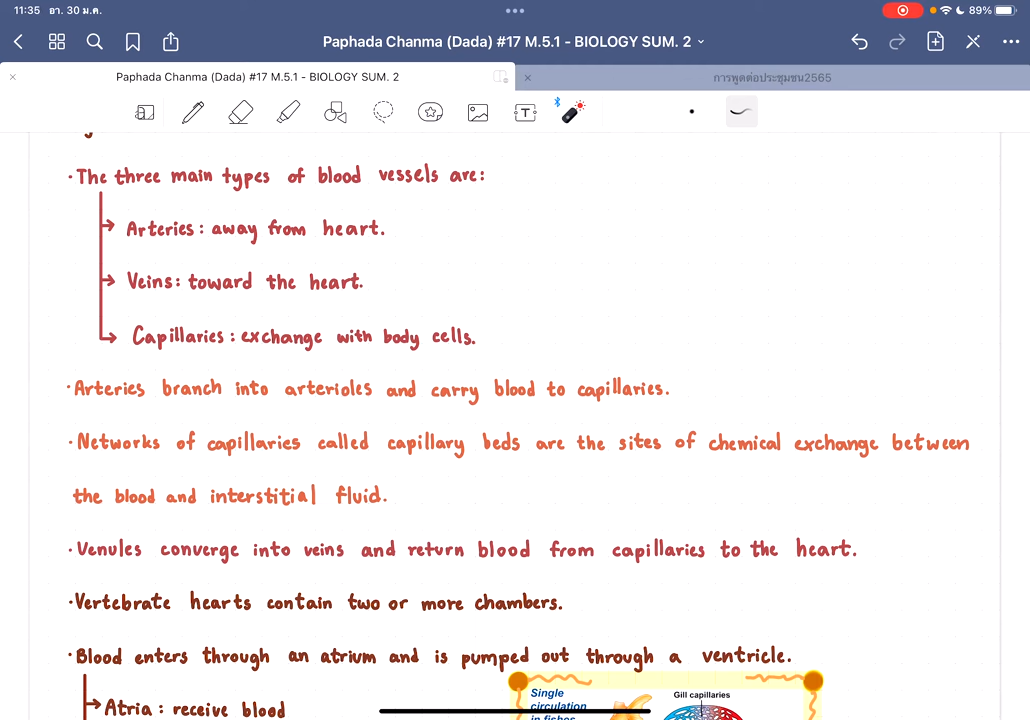 11:35 อา. 30 ม.ค.
89%
Paphada Chanma (Dada) #17 M.5.1 - BIOLOGY SUM. 2
Paphada Chanma (Dada) #17 M.5.1 - BIOLOGY SUM. 2
การพูดต่อประชุมชน2565
T
· The three main types of blood vessels are:
Arteries: away from heart.
Veins: toward the heart.
Capillaries: exchange with body cells.
· Arteries branch into arterioles and carry blood to capillaries.
· Networks of capillaries called capillary beds are the sites of chemical exchange between
the blood and interstitial fluid.
· Venules converge into veins and return blood from capillaries to the heart.
· Vertebrate hearts contain two or more chambers.
· Blood enters through an atrium and is pumped out through a ventricle.
Atria: receive blood
Single
circulation
in fishes
Gill capillaries